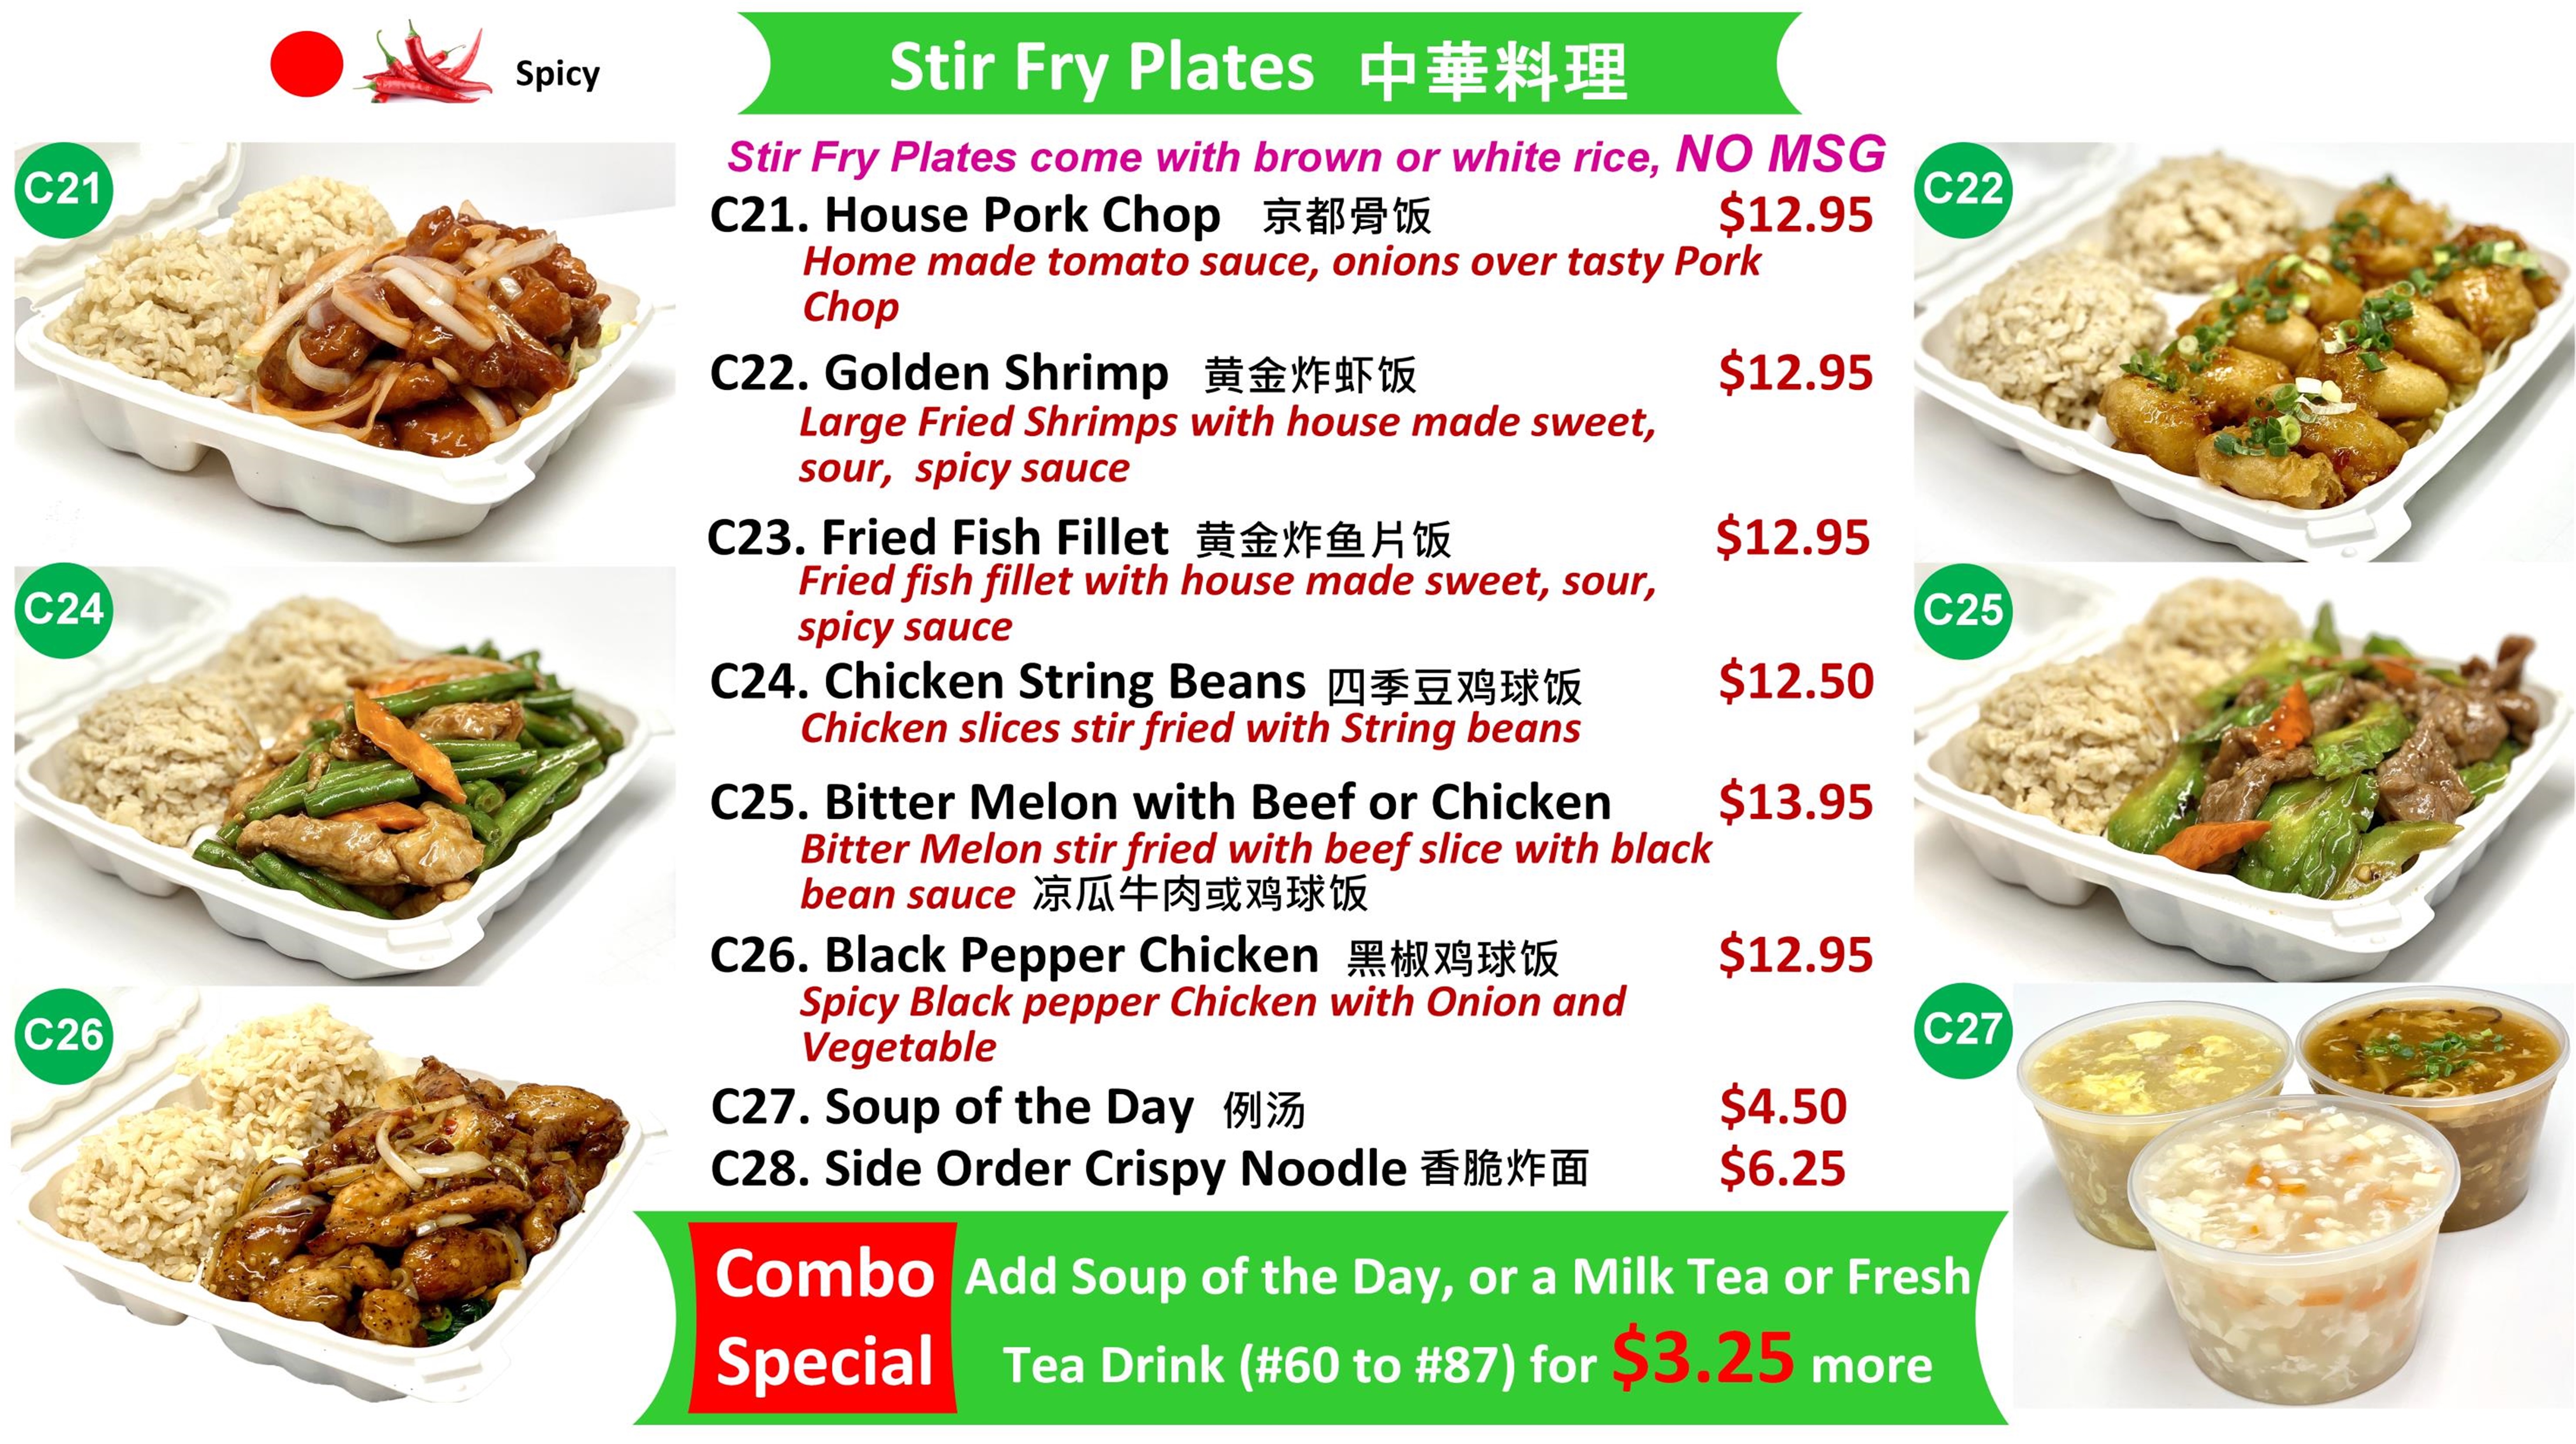 Spicy
Stir Fry Plates 中華料理
Stir Fry Plates come with brown or white rice, NO MSG
C21
C22
C21. House Pork Chop 京都骨饭 $12.95
Home made tomato sauce, onions over tasty Pork
Chop
C22. Golden Shrimp 黄金炸虾饭 $12.95
Large Fried Shrimps with house made sweet,
sour, spicy sauce
C23. Fried Fish Fillet 黄金炸鱼片饭 $12.95
Fried fish fillet with house made sweet, sour,
spicy sauce
C24
C25
C24. Chicken String Beans 四季豆鸡球饭 $12.50
Chicken slices stir fried with String beans
C25. Bitter Melon with Beef or Chicken $13.95
Bitter Melon stir fried with beef slice with black
bean sauce 凉瓜牛肉或鸡球饭
C26. Black Pepper Chicken 黑椒鸡球饭 $12.95
Spicy Black pepper Chicken with Onion and
Vegetable
C26
C27
C27. Soup of the Day 例汤 $4.50
C28. Side Order Crispy Noodle 香脆炸面 $6.25
Combo
Special
Add Soup of the Day, or a Milk Tea or Fresh
Tea Drink (#60 to #87) for $3.25 more